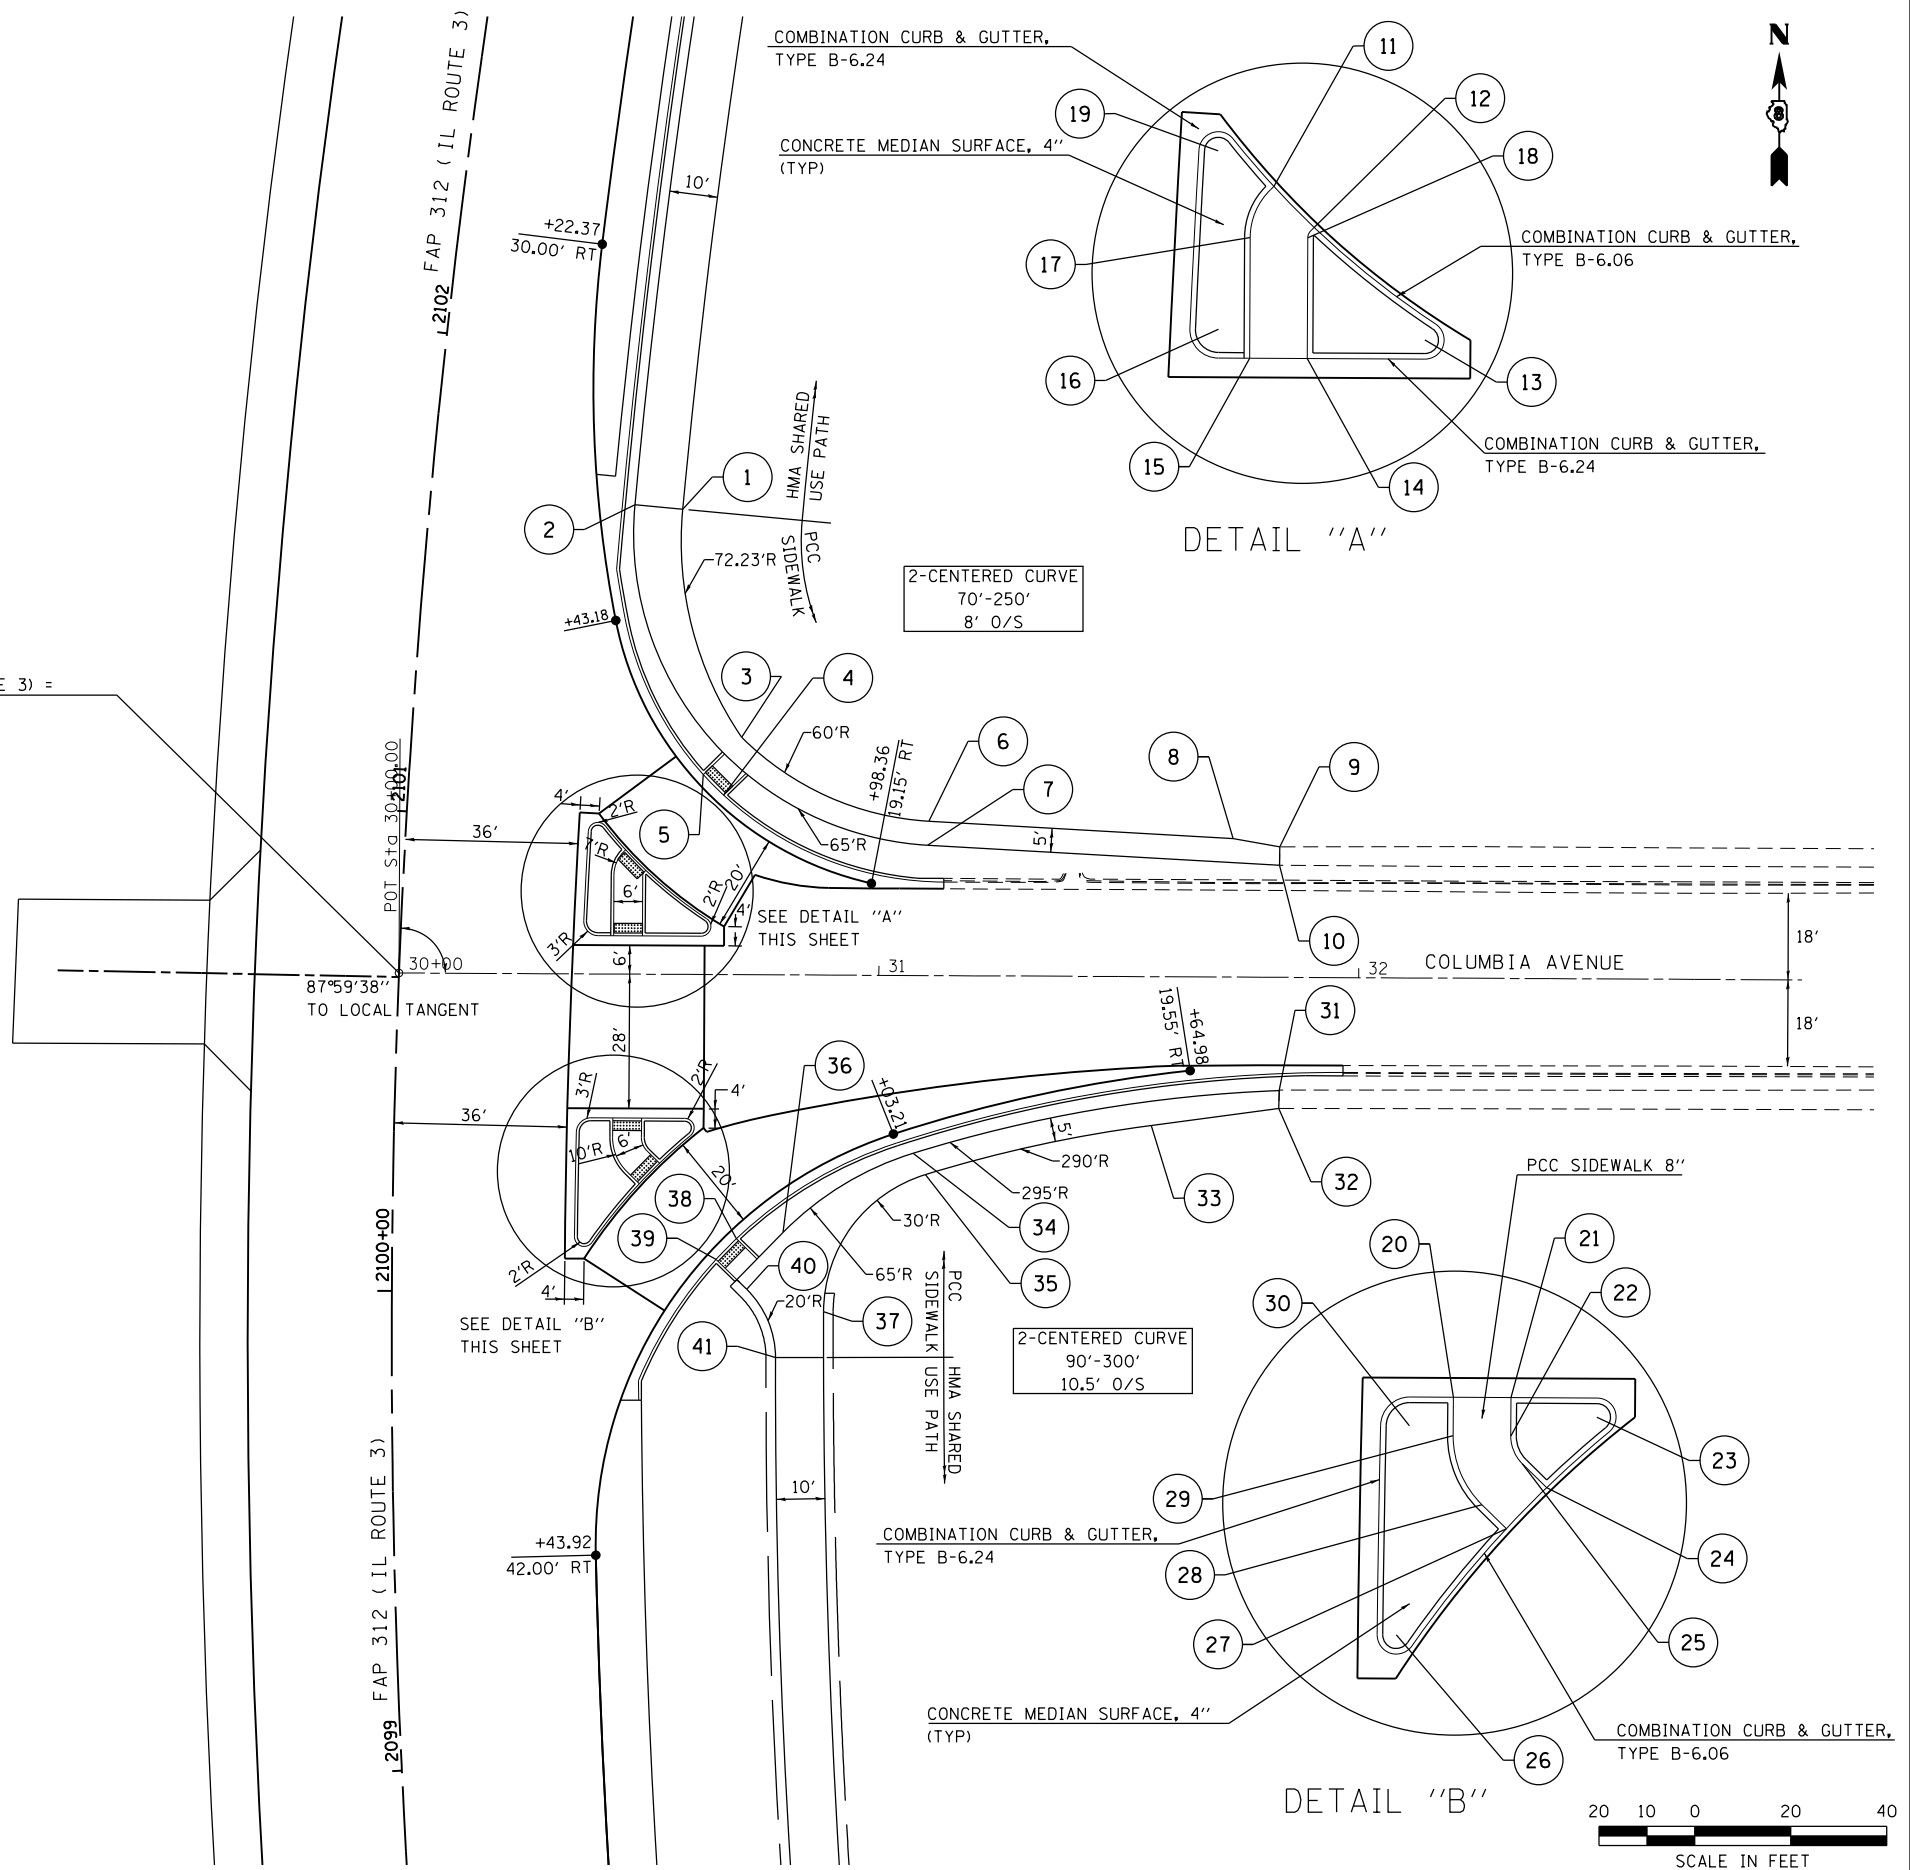 COMBINATION CURB & GUTTER,
TYPE B-6.24
11
N
8
12
19
CONCRETE MEDIAN SURFACE, 4"
(TYP)
18
FAP 312 (IL ROUTE 3)
10'
+22.37
30.00' RT
2102
17
COMBINATION CURB & GUTTER,
TYPE B-6.06
16
13
15
14
COMBINATION CURB & GUTTER,
TYPE B-6.24
DETAIL "A"
HMA SHARED
USE PATH
1
2
PCC
SIDEWALK
72.23'R
2-CENTERED CURVE
70'-250'
8' O/S
+43.18
E 3) =
3
4
60'R
6
7
8
9
+98.36
19.15' RT
POT Sta 30+00.00
2101
4'
2'R
36'
5
7'R
65'R
5'
6'
2'R
20'
4'
SEE DETAIL "A"
THIS SHEET
3'R
10
18'
6'
30+00
31
32
COLUMBIA AVENUE
87°59'38"
TO LOCAL TANGENT
18'
28'
19.55' RT
+64.98
31
36
+03.21
3'R
2'R
4'
36'
10'R
6'
5'
290'R
20'
38
295'R
33
32
PCC SIDEWALK 8"
39
30'R
34
20
21
40
65'R
35
22
2100+00
2'R
4'
20'R
37
30
SEE DETAIL "B"
THIS SHEET
41
PCC
SIDEWALK
HMA SHARED
USE PATH
2-CENTERED CURVE
90'-300'
10.5' O/S
23
29
10'
COMBINATION CURB & GUTTER,
TYPE B-6.24
+43.92
42.00' RT
28
24
27
25
FAP 312 (IL ROUTE 3)
2099
CONCRETE MEDIAN SURFACE, 4"
(TYP)
COMBINATION CURB & GUTTER,
TYPE B-6.06
26
DETAIL "B"
20 10 0 20 40
SCALE IN FEET